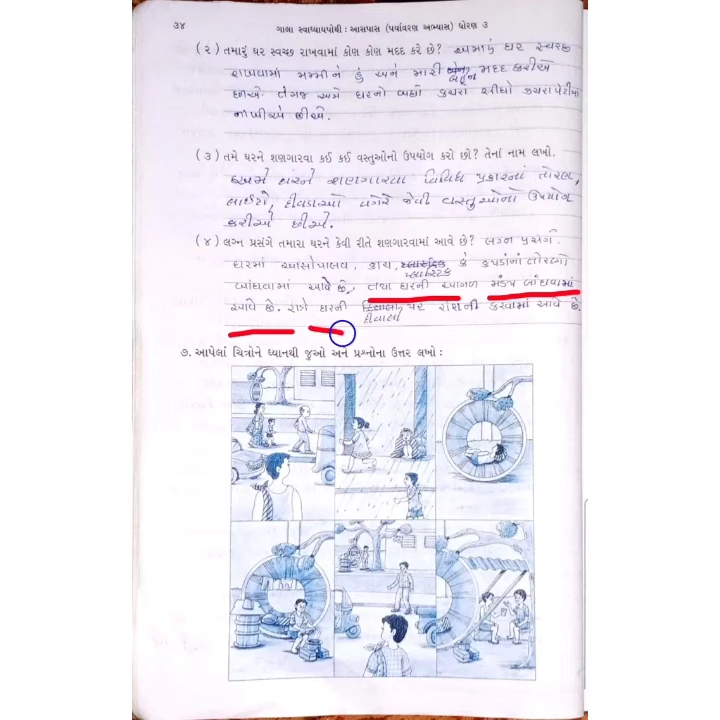 ૩૪
ગાલા સ્વાધ્યાયપોથી : આસપાસ (પર્યાવરણ અભ્યાસ) ધોરણ ૩
(૨) તમારું ઘર સ્વચ્છ રાખવામાં કોણ કોણ મદદ કરે છે? અમારું ઘર સ્વચ્છ
રાખવામાં મમ્મીને હું અને મારી બહેન મદદ કરીએ
છીએ. તેમજ અમે ઘરનો બધો કચરો સીધો કચરાપેટીમાં
નાખીએ છીએ.
(૩) તમે ઘરને શણગારવા કઈ કઈ વસ્તુઓનો ઉપયોગ કરો છો? તેનાં નામ લખો.
અમે ઘરને શણગારવા વિવિધ પ્રકારનાં તોરણ,
લાઈટો, દીવડાઓ વગેરે જેવી વસ્તુઓનો ઉપયોગ
કરીએ છીએ.
(૪) લગ્ન પ્રસંગે તમારા ઘરને કેવી રીતે શણગારવામાં આવે છે? લગ્ન પ્રસંગે
ઘરમાં આસોપાલવ, કાચ, પ્લાસ્ટિક કે કપડાંનાં તોરણો
બાંધવામાં આવે છે, તથા ઘરની આગળ મંડપ બાંધવામાં
આવે છે. રાત્રે ઘરની દીવાલો પર રોશની કરવામાં આવે છે.
૭. આપેલાં ચિત્રોને ધ્યાનથી જુઓ અને પ્રશ્નોના ઉત્તર લખો :